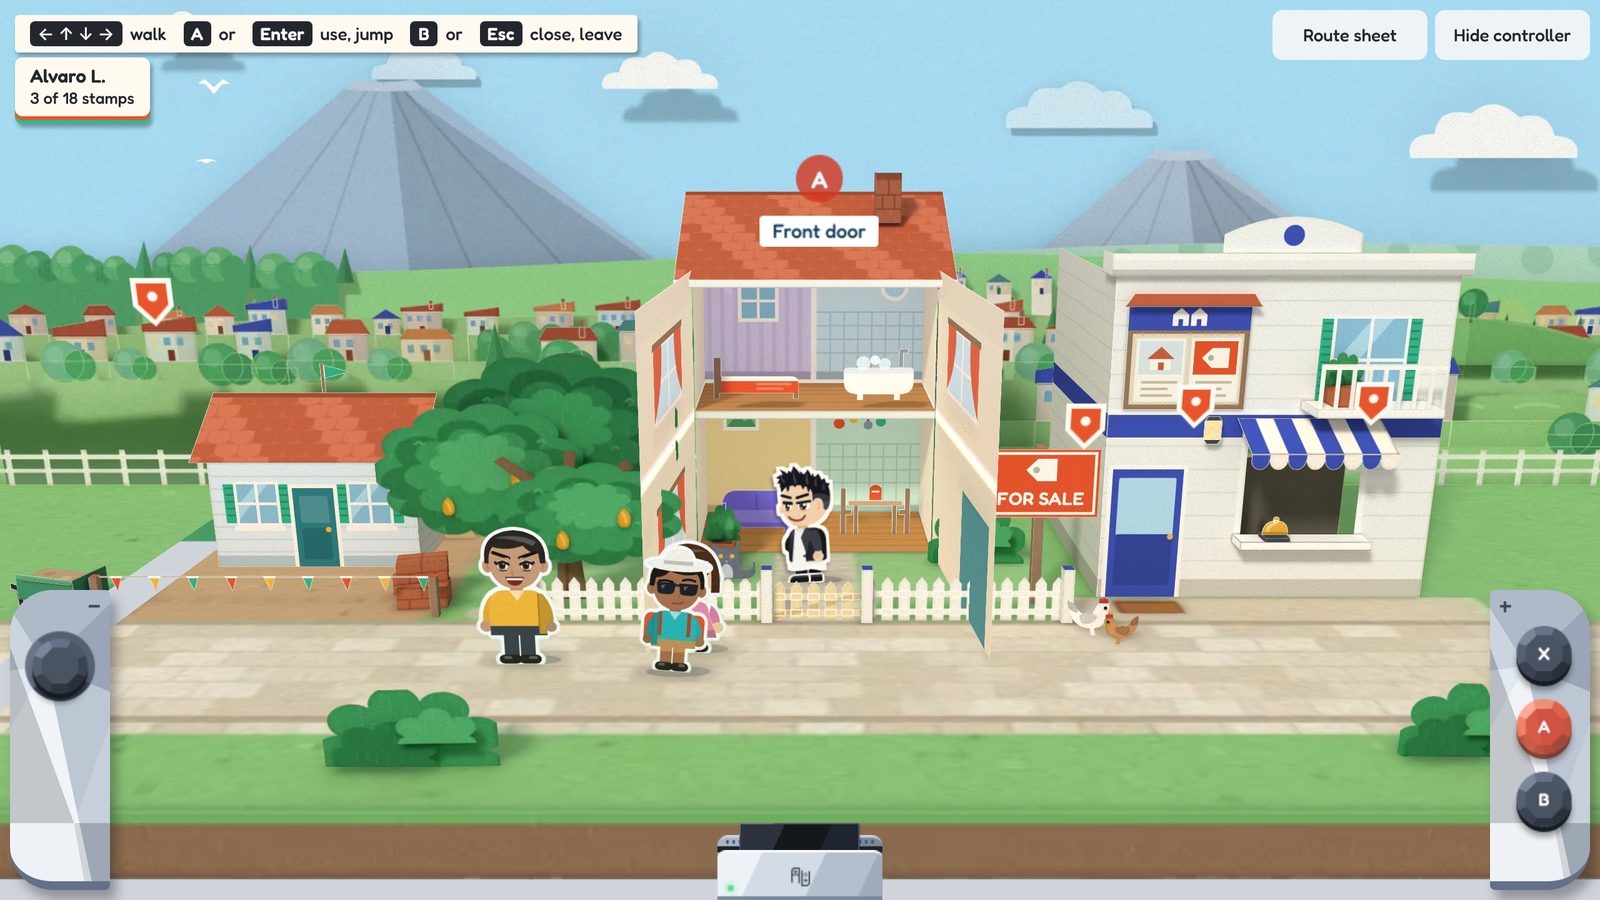 ← ↑ ↓ → walk A or Enter use, jump B or Esc close, leave
Route sheet
Hide controller
Alvaro L.
3 of 18 stamps
A
Front door
FOR SALE
X
A
B